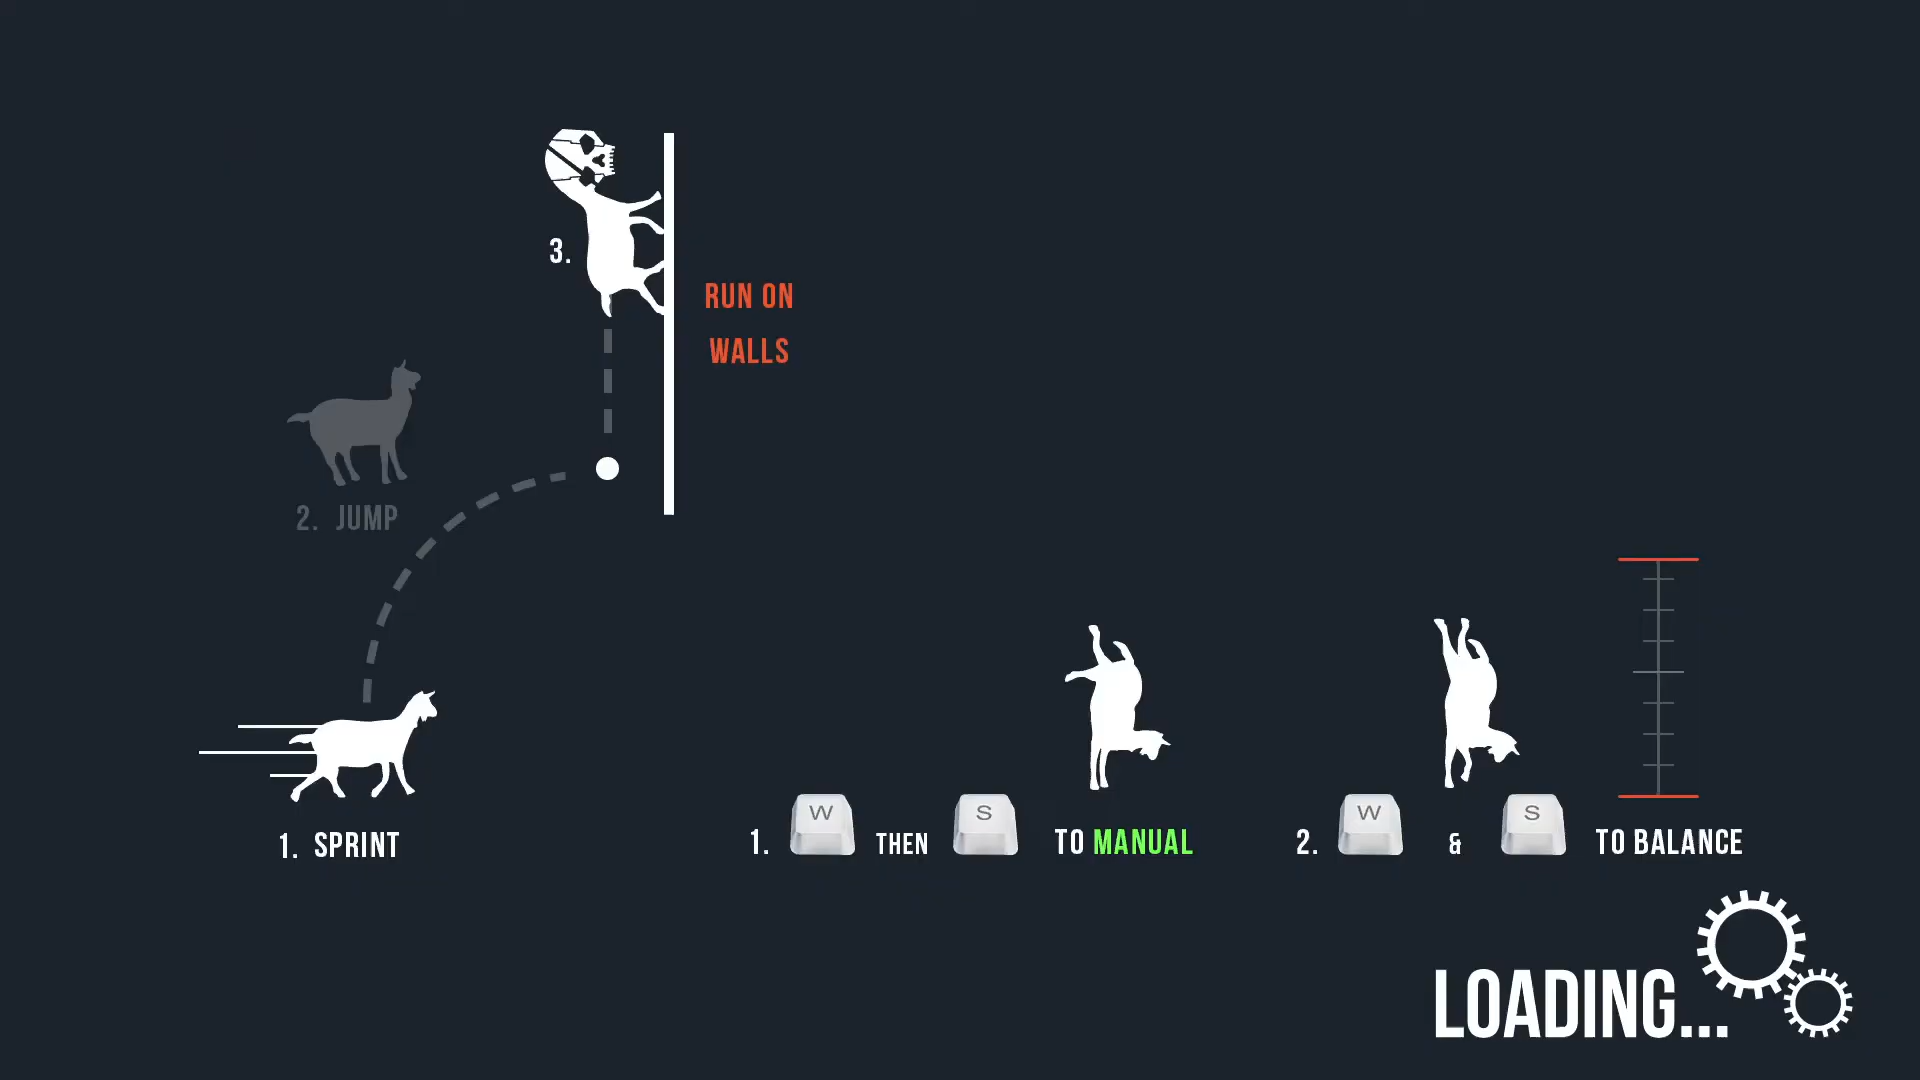 3.
RUN ON
WALLS
2. JUMP
1. SPRINT
1. W THEN S TO MANUAL
2. W & S TO BALANCE
LOADING...